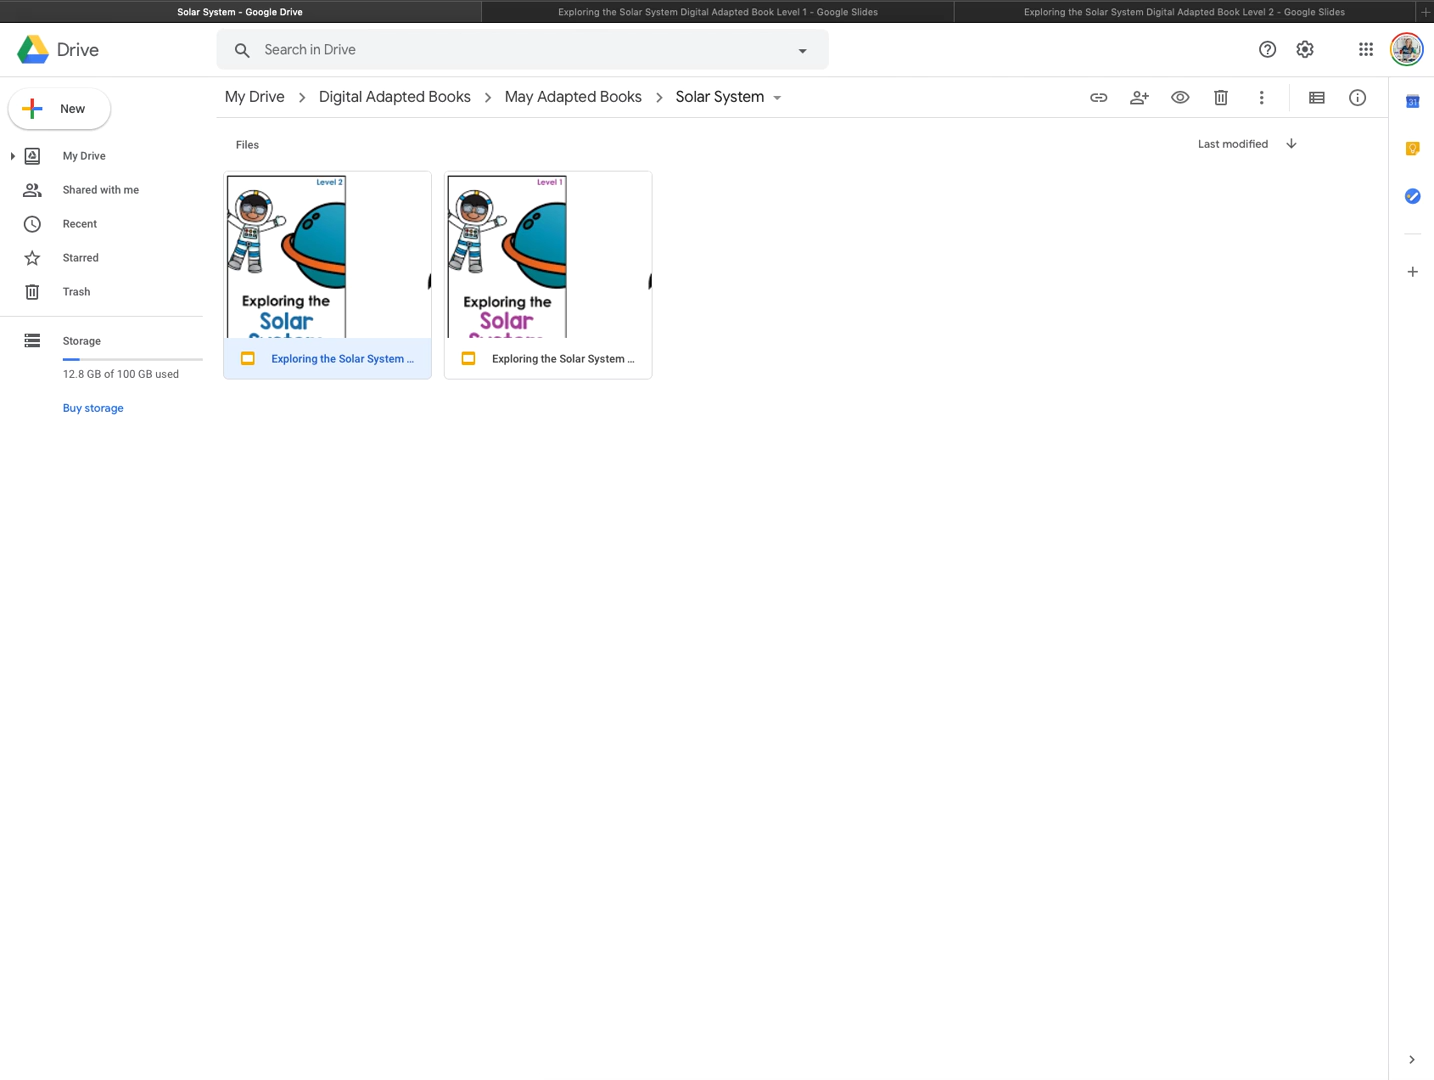 Solar System - Google Drive
Exploring the Solar System Digital Adapted Book Level 1 - Google Slides
Exploring the Solar System Digital Adapted Book Level 2 - Google Slides
Drive
Search in Drive
New
My Drive
Digital Adapted Books
May Adapted Books
Solar System
My Drive
Shared with me
Recent
Starred
Trash
Storage
12.8 GB of 100 GB used
Buy storage
Files
Last modified
Level 2
Exploring the
Solar
System
Exploring the Solar System ...
Level 1
Exploring the
Solar
System
Exploring the Solar System ...
31